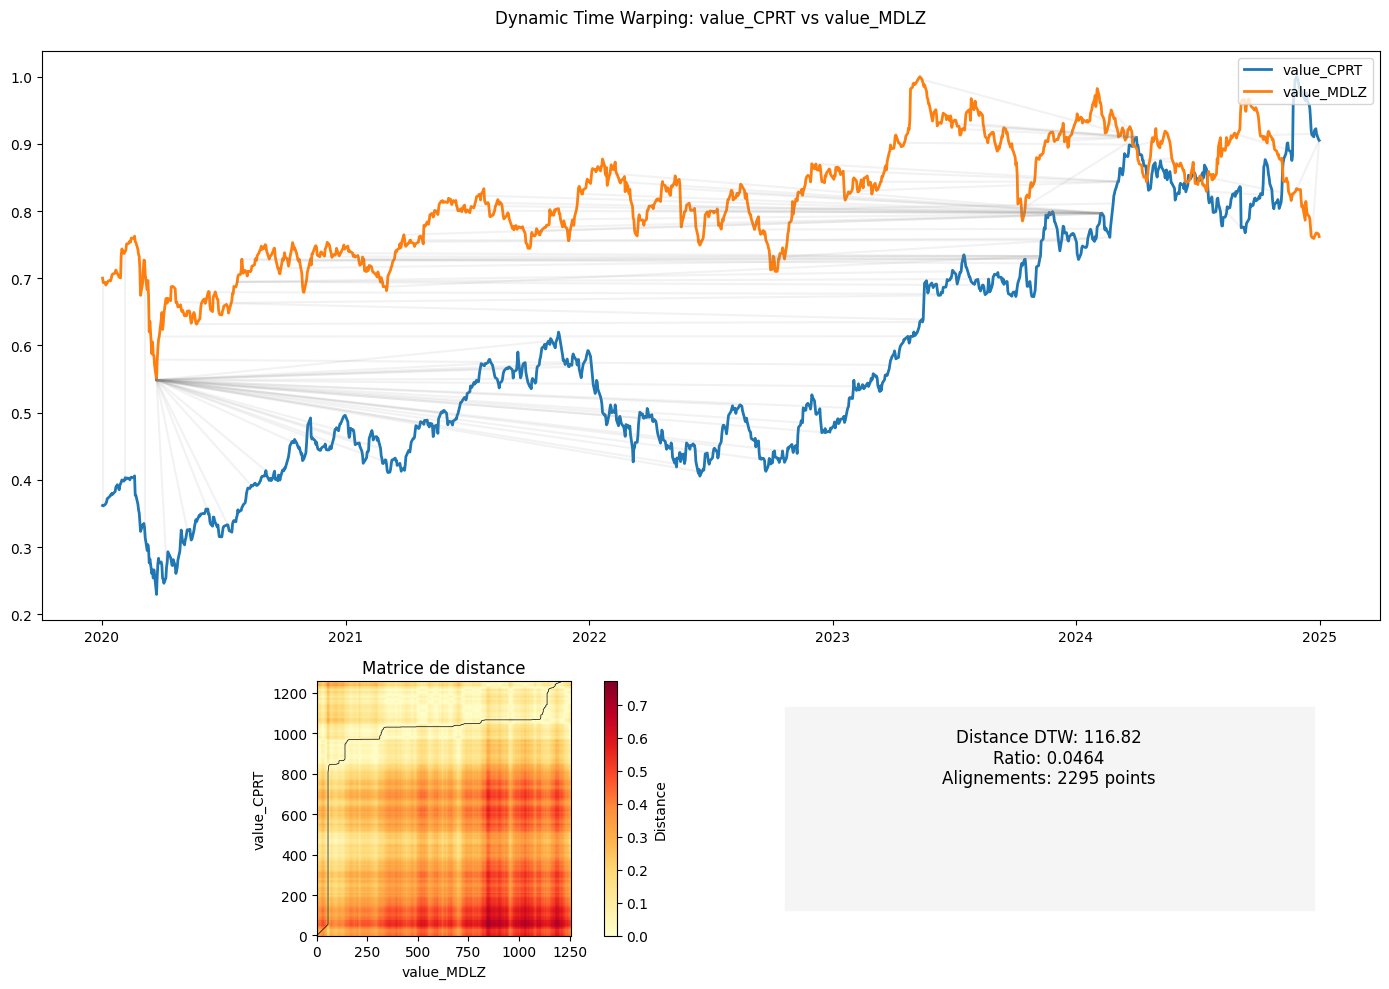 Dynamic Time Warping: value_CPRT vs value_MDLZ
value_CPRT
value_MDLZ
1.0
0.9
0.8
0.7
0.6
0.5
0.4
0.3
0.2
2020 2021 2022 2023 2024 2025
Matrice de distance
value_CPRT
1200
1000
800
600
400
200
0
0 250 500 750 1000 1250
value_MDLZ
0.7
0.6
0.5
0.4
0.3
0.2
0.1
0.0
Distance
Distance DTW: 116.82
Ratio: 0.0464
Alignements: 2295 points